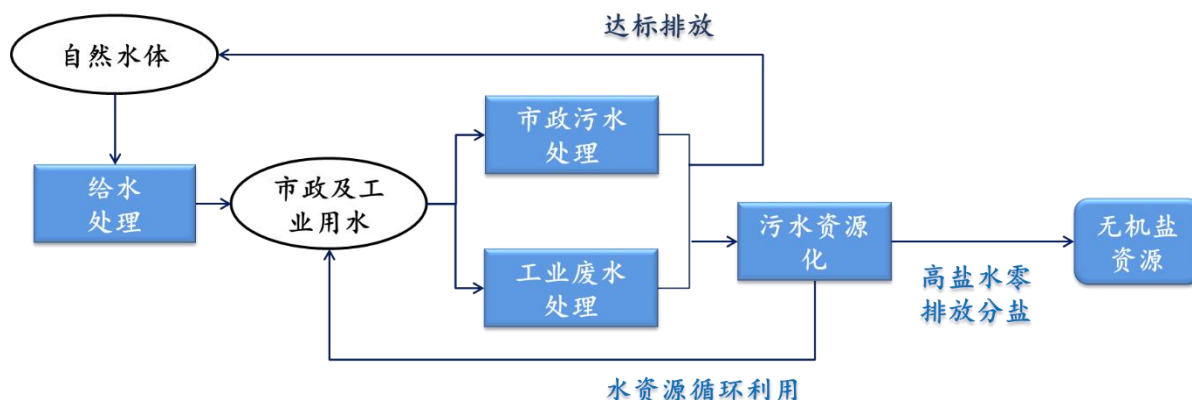 达标排放
自然水体
市政污水
处理
给水
处理
市政及工
业用水
污水资源
化
无机盐
资源
工业废水
处理
高盐水零
排放分盐
水资源循环利用